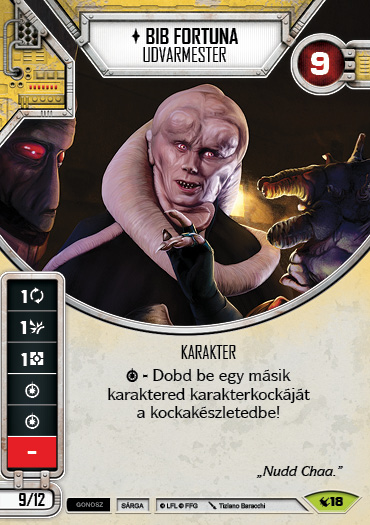 BIB FORTUNA
UDVARMESTER
9
1
1
1
-
9/12
KARAKTER
- Dobd be egy másik
karaktered karakterkockáját
a kockakészletedbe!
„Nudd Chaa.”
GONOSZ
SÁRGA
© LFL © FFG
Tiziano Baracchi
18